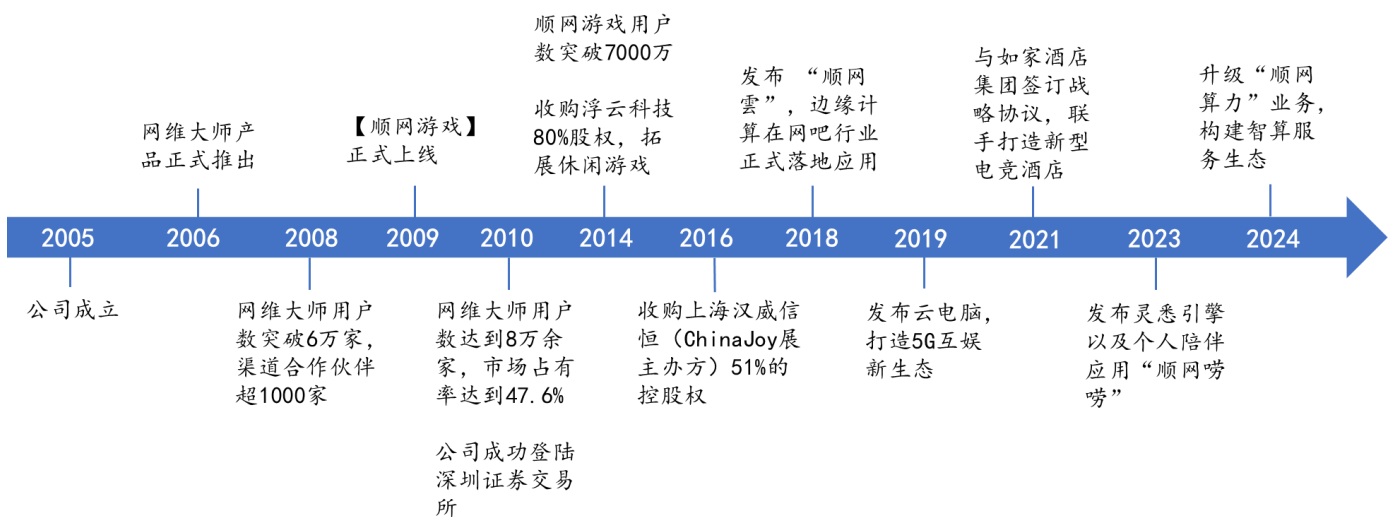 顺网游戏用户
数突破7000万
收购浮云科技
80%股权，拓
展休闲游戏
网维大师产
品正式推出
【顺网游戏】
正式上线
发布 “顺网
雲”，边缘计
算在网吧行业
正式落地应用
与如家酒店
集团签订战
略协议，联
手打造新型
电竞酒店
升级“顺网
算力”业务，
构建智算服
务生态
2005
2006
2008
2009
2010
2014
2016
2018
2019
2021
2023
2024
公司成立
网维大师用户
数突破6万家，
渠道合作伙伴
超1000家
网维大师用户
数达到8万余
家，市场占有
率达到47.6%
公司成功登陆
深圳证券交易
所
收购上海汉威信
恒（ChinaJoy展
主办方）51%的
控股权
发布云电脑，
打造5G互娱
新生态
发布灵悉引擎
以及个人陪伴
应用“顺网唠
唠”